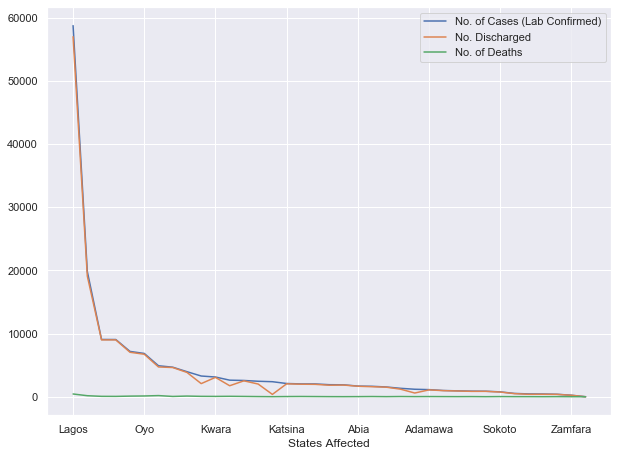 No. of Cases (Lab Confirmed)
No. Discharged
No. of Deaths
60000
50000
40000
30000
20000
10000
0
Lagos Oyo Kwara Katsina Abia Adamawa Sokoto Zamfara
States Affected